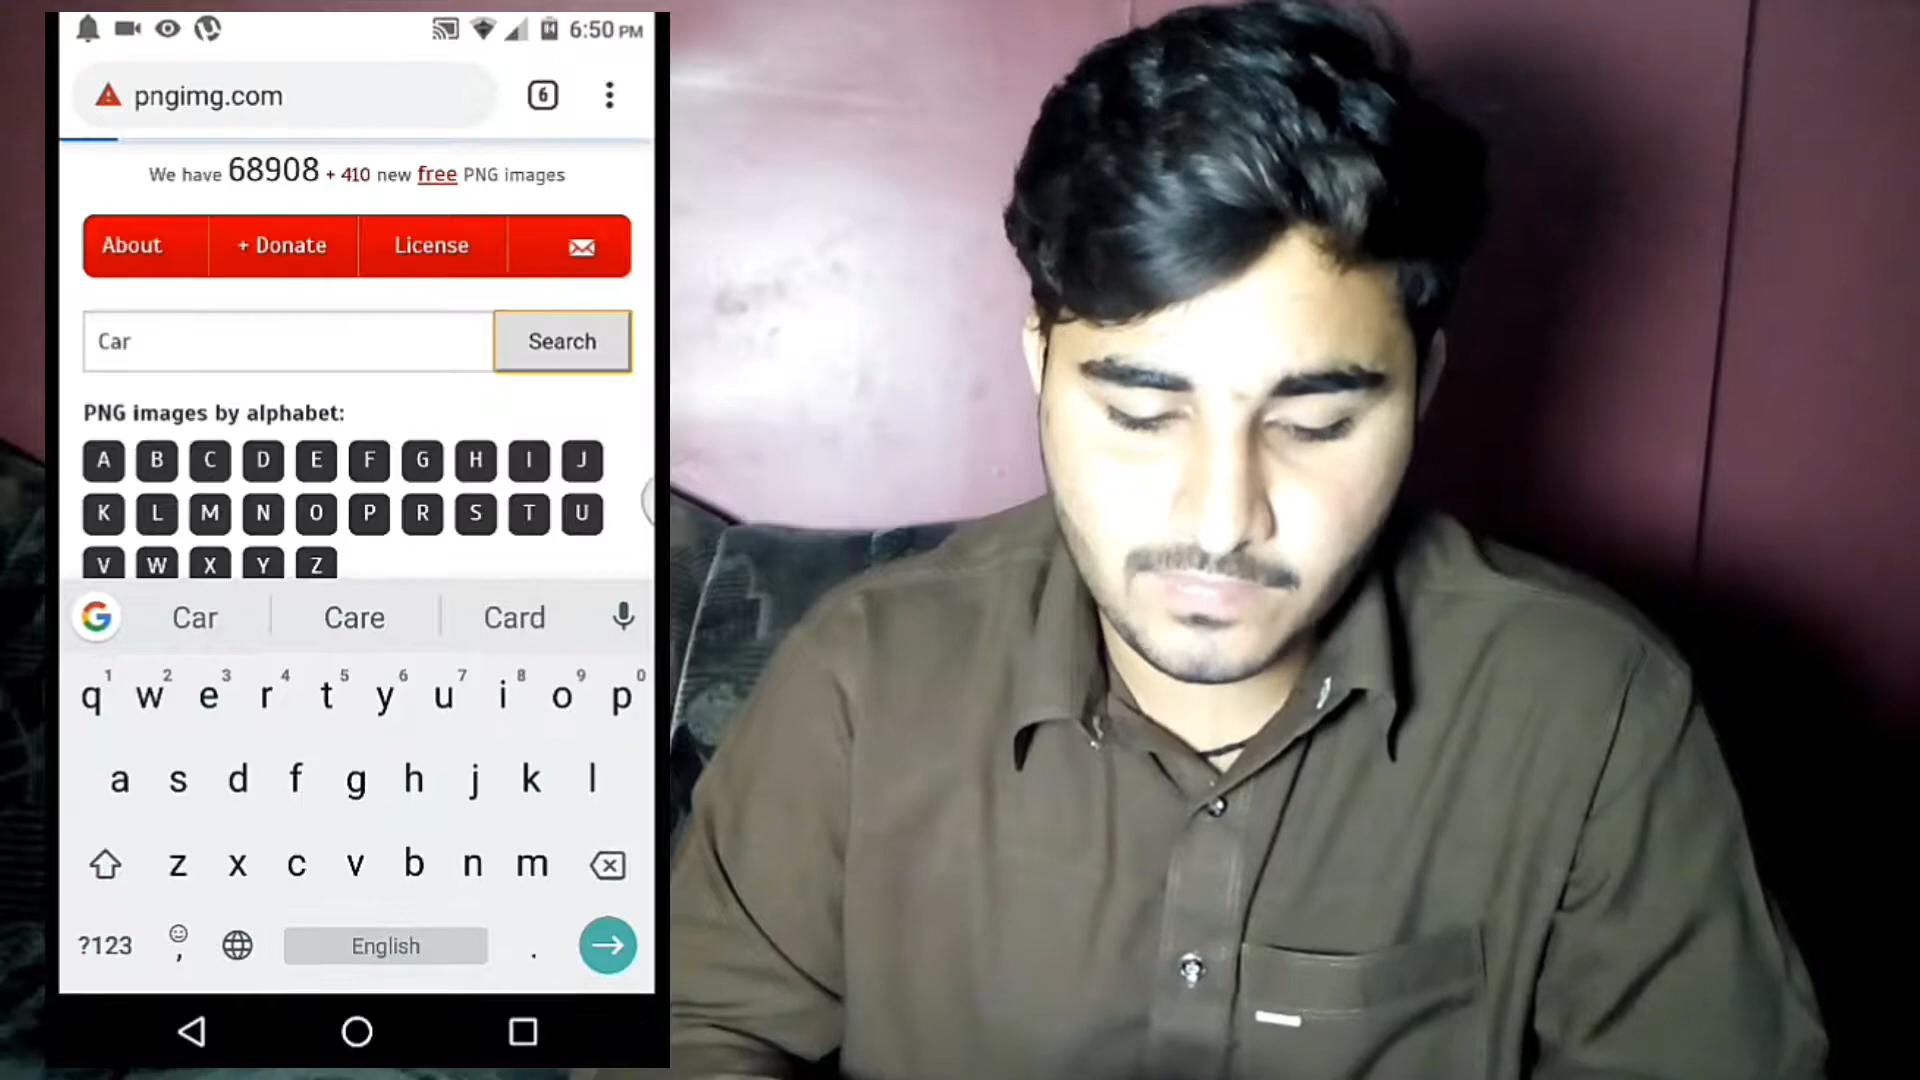 6:50 PM
pngimg.com
6
We have 68908 + 410 new free PNG images
About + Donate License
Car Search
PNG images by alphabet:
A B C D E F G H I J
K L M N O P R S T U
V W X Y Z
Car Care Card
1 2 3 4 5 6 7 8 9 0
q w e r t y u i o p
a s d f g h j k l
z x c v b n m
?123 , English .